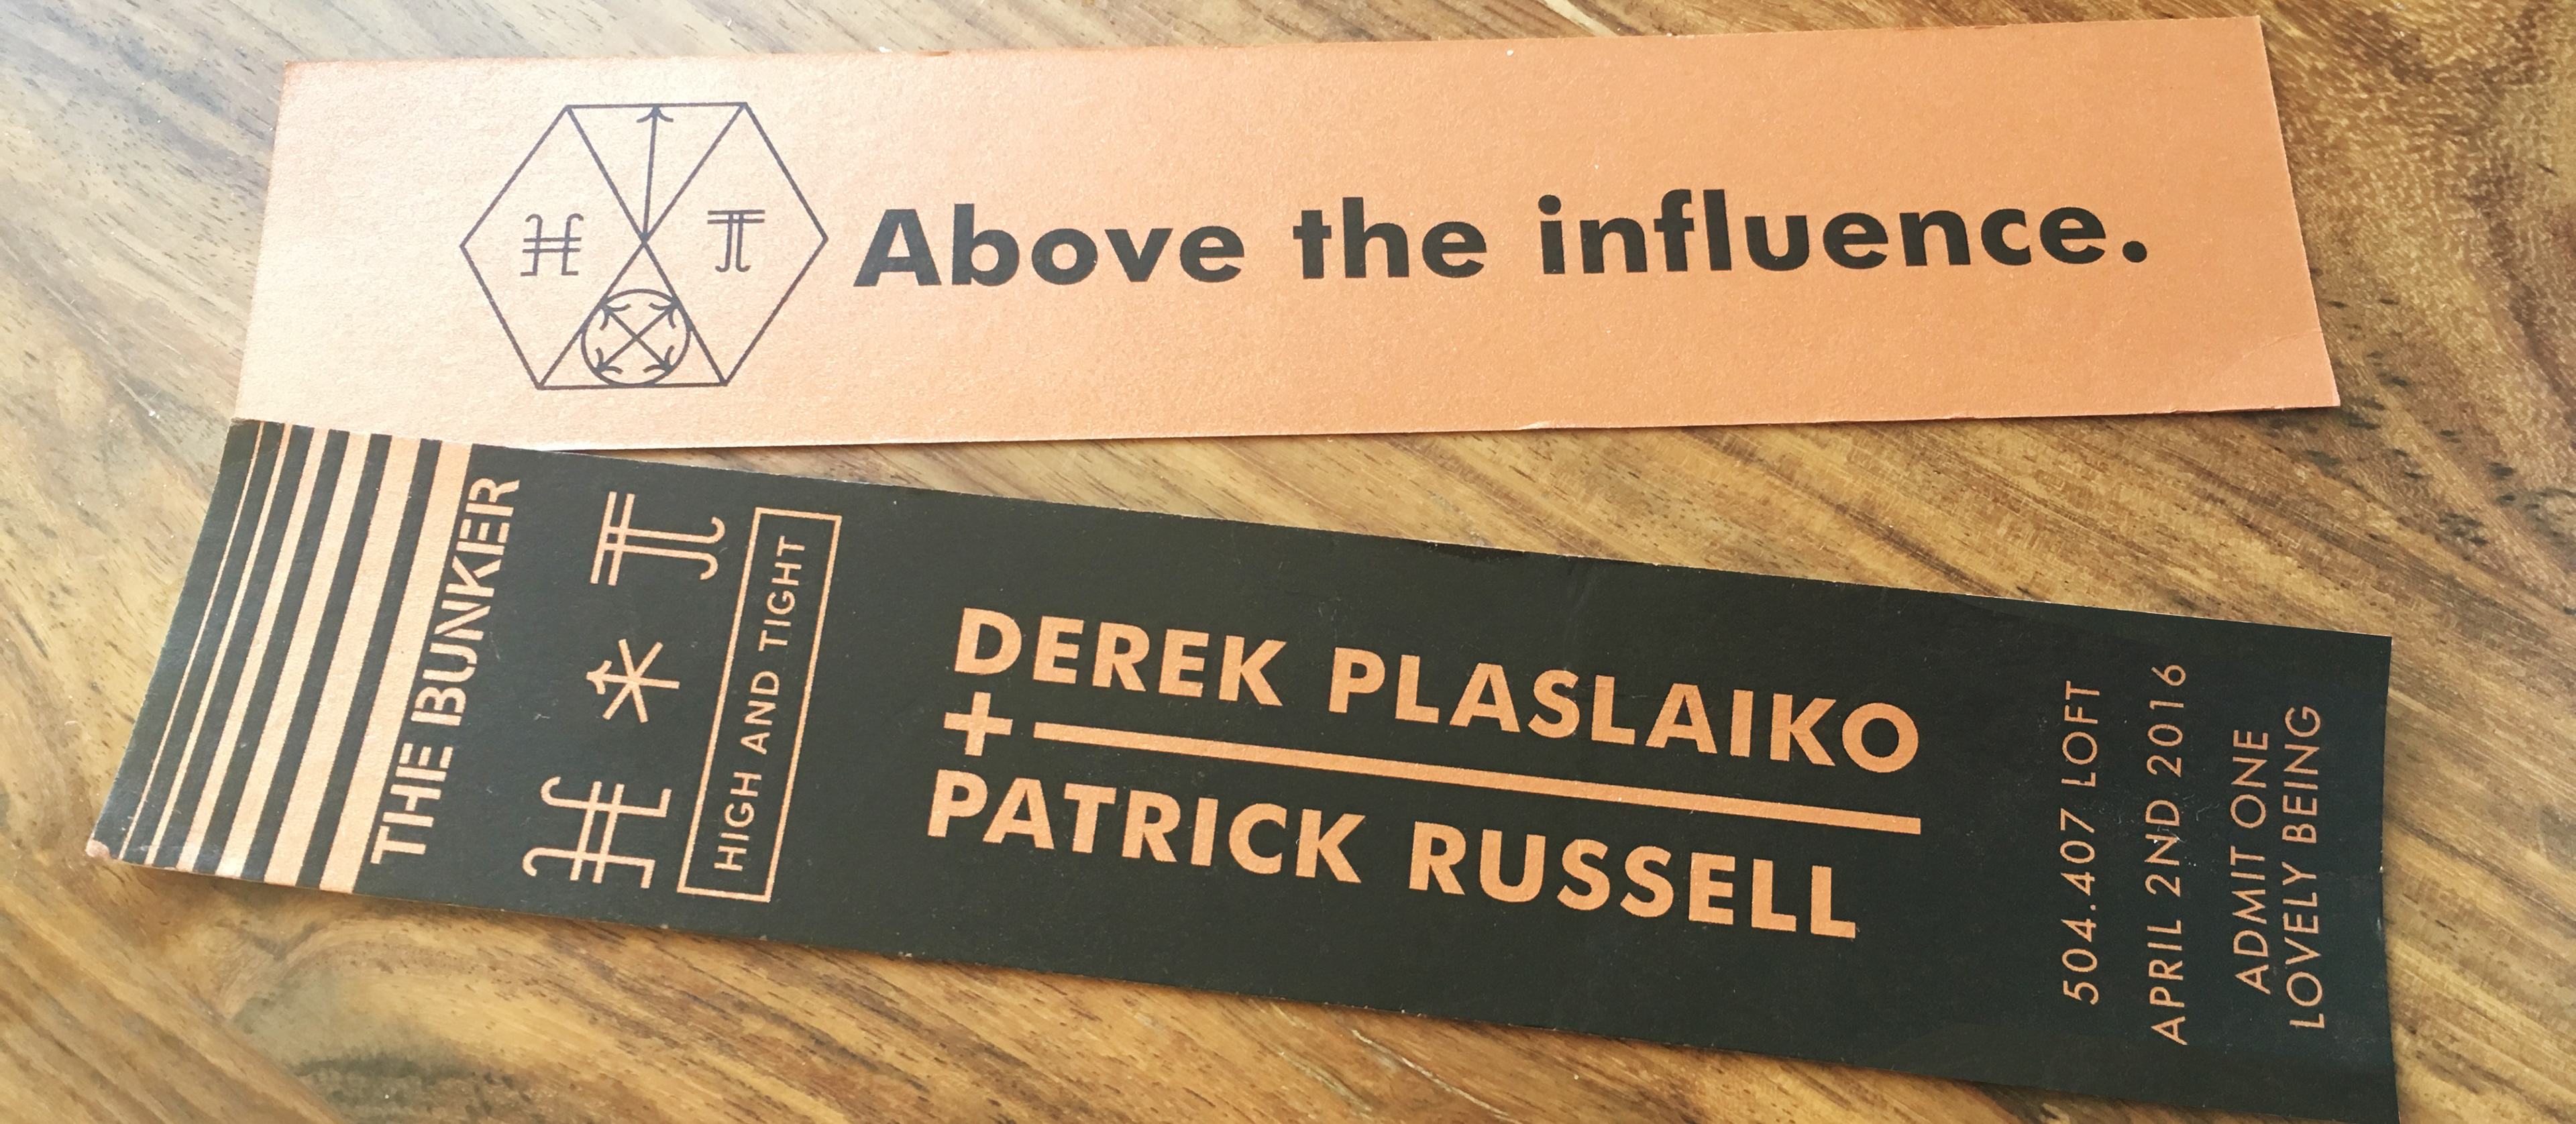 Above the influence.
THE BUNKER
H * T
HIGH AND TIGHT
DEREK PLASLAIKO
+
PATRICK RUSSELL
504.407 LOFT
APRIL 2ND 2016
ADMIT ONE
LOVELY BEING